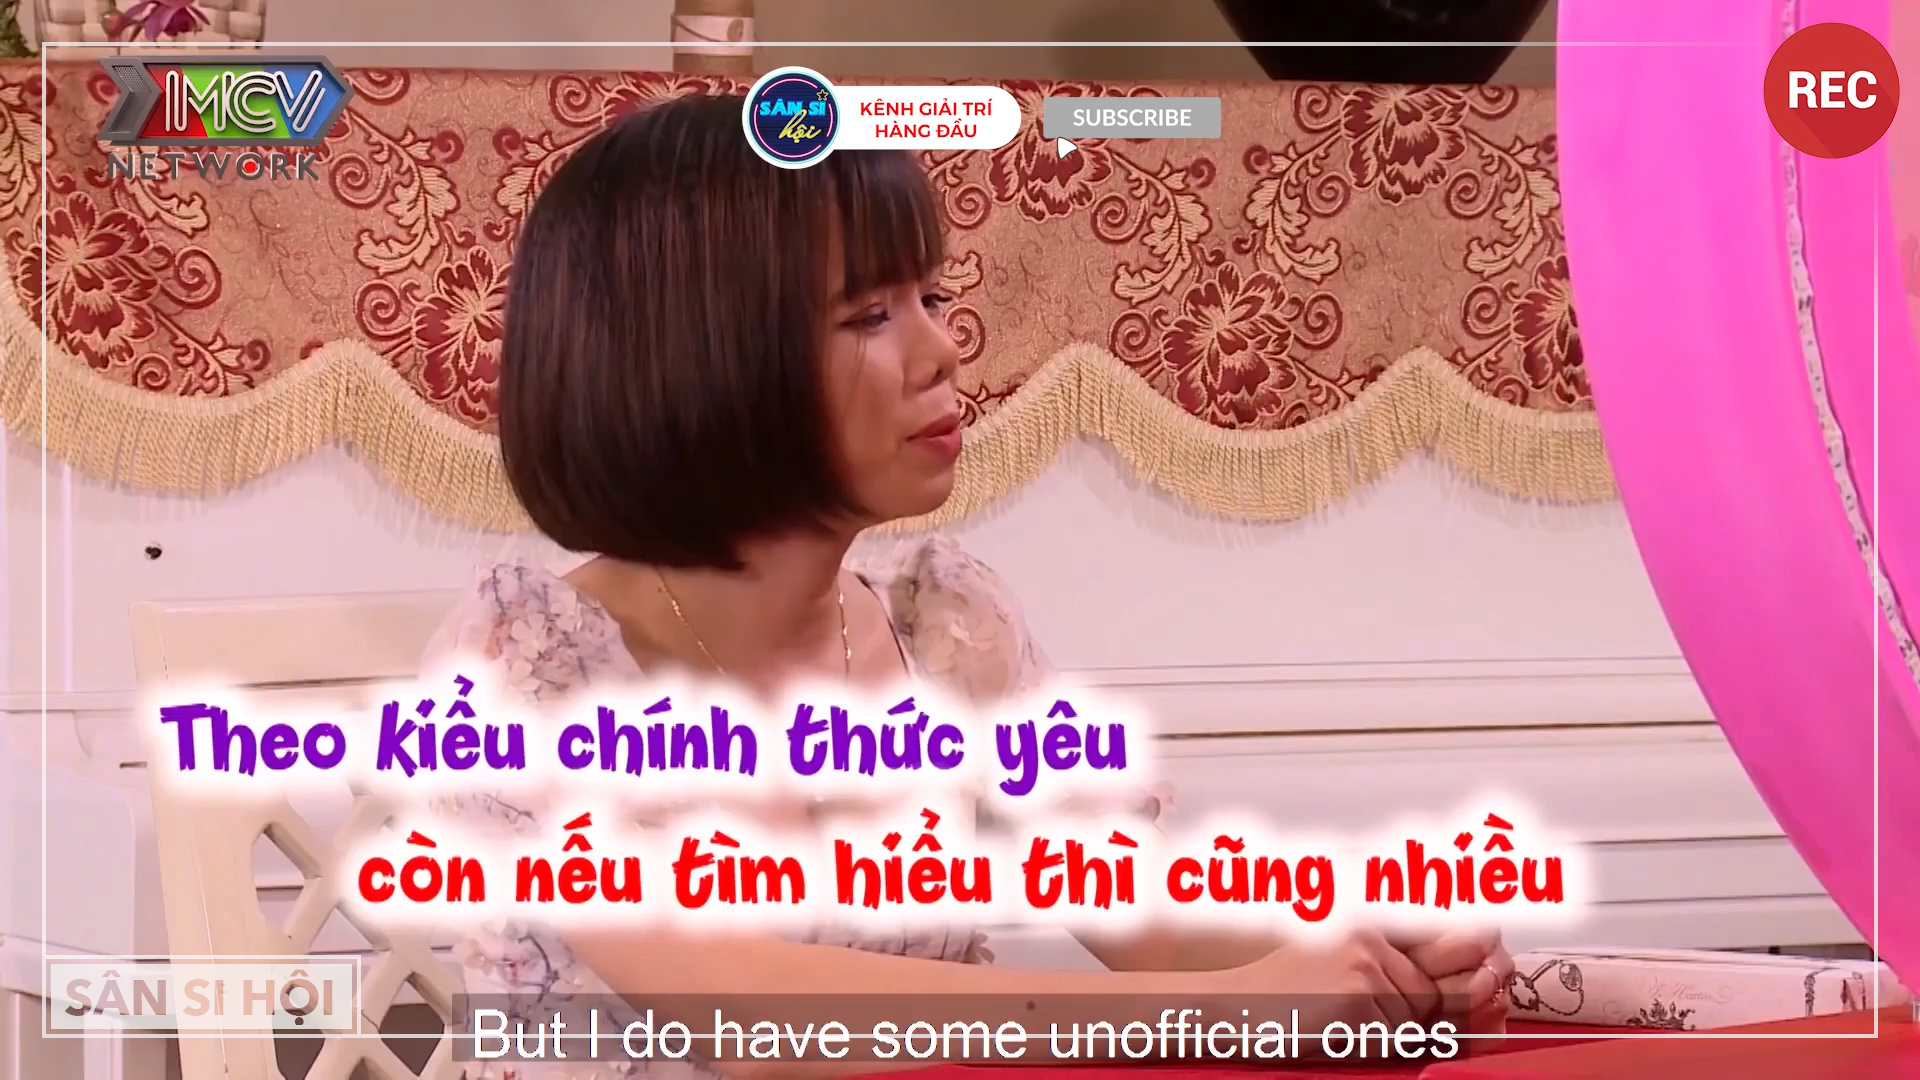 MCV
NETWORK
SÂN SI
hội
KÊNH GIẢI TRÍ
HÀNG ĐẦU
SUBSCRIBE
REC
Theo kiểu chính thức yêu
còn nếu tìm hiểu thì cũng nhiều
SÂN SI HỘI
But I do have some unofficial ones